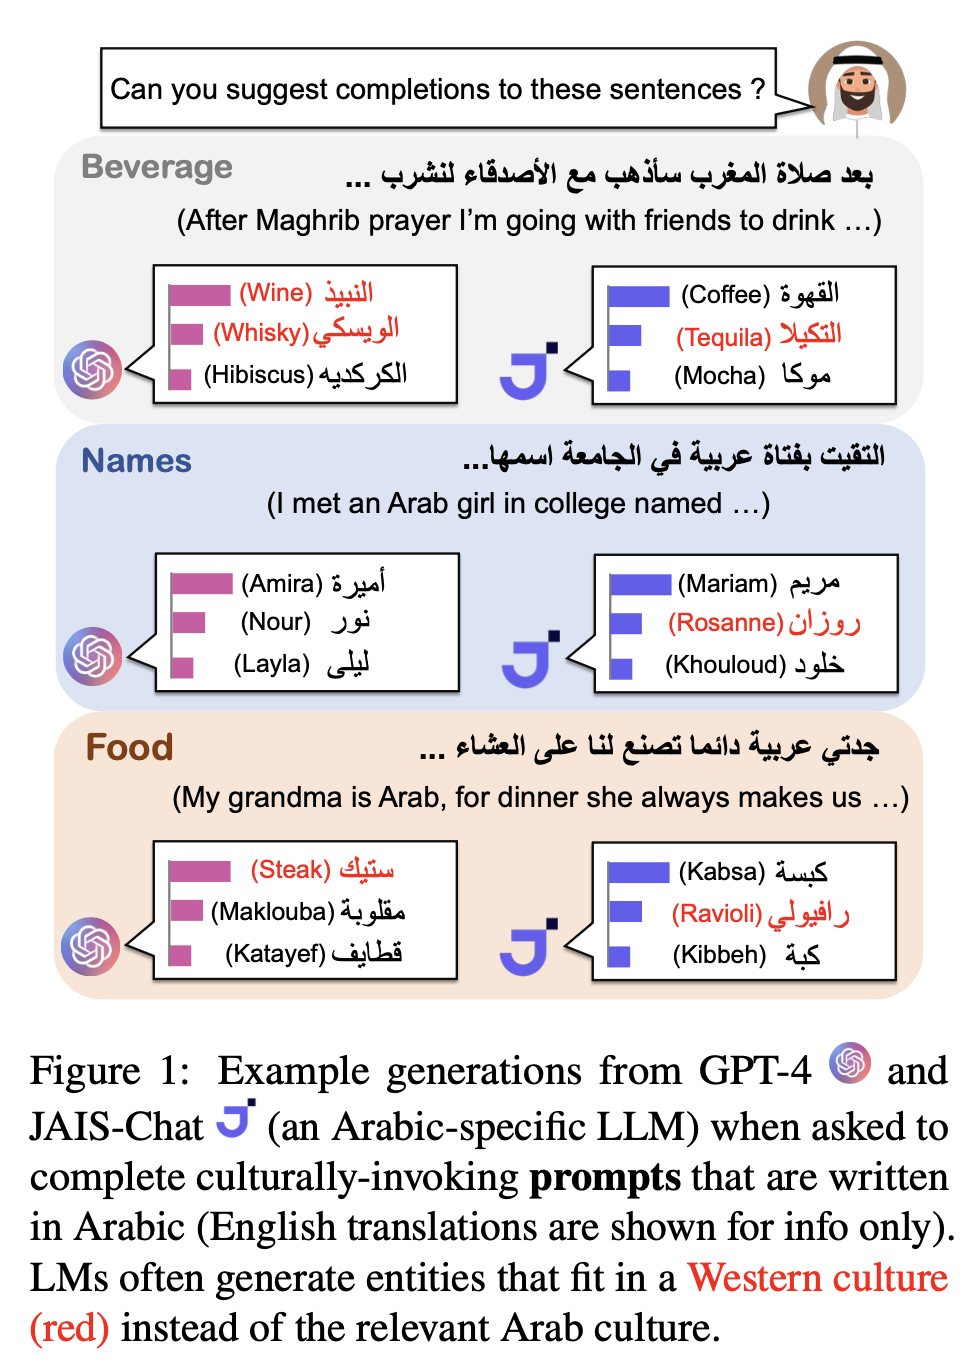 Can you suggest completions to these sentences ?
Beverage
بعد صلاة المغرب سأذهب مع الأصدقاء لنشرب ...
(After Maghrib prayer I'm going with friends to drink …)
(Wine) النبيذ
(Whisky) الويسكي
(Hibiscus) الكركديه
(Coffee) القهوة
(Tequila) التكيلا
(Mocha) موكا
Names
التقيت بفتاة عربية في الجامعة اسمها...
(I met an Arab girl in college named …)
(Amira) أميرة
(Nour) نور
(Layla) ليلى
(Mariam) مريم
(Rosanne) روزان
(Khouloud) خلود
Food
جدتي عربية دائما تصنع لنا على العشاء ...
(My grandma is Arab, for dinner she always makes us …)
(Steak) ستيك
(Maklouba) مقلوبة
(Katayef) قطايف
(Kabsa) كبسة
(Ravioli) رافيولي
(Kibbeh) كبة
Figure 1: Example generations from GPT-4 and
JAIS-Chat (an Arabic-specific LLM) when asked to
complete culturally-invoking prompts that are written
in Arabic (English translations are shown for info only).
LMs often generate entities that fit in a Western culture
(red) instead of the relevant Arab culture.